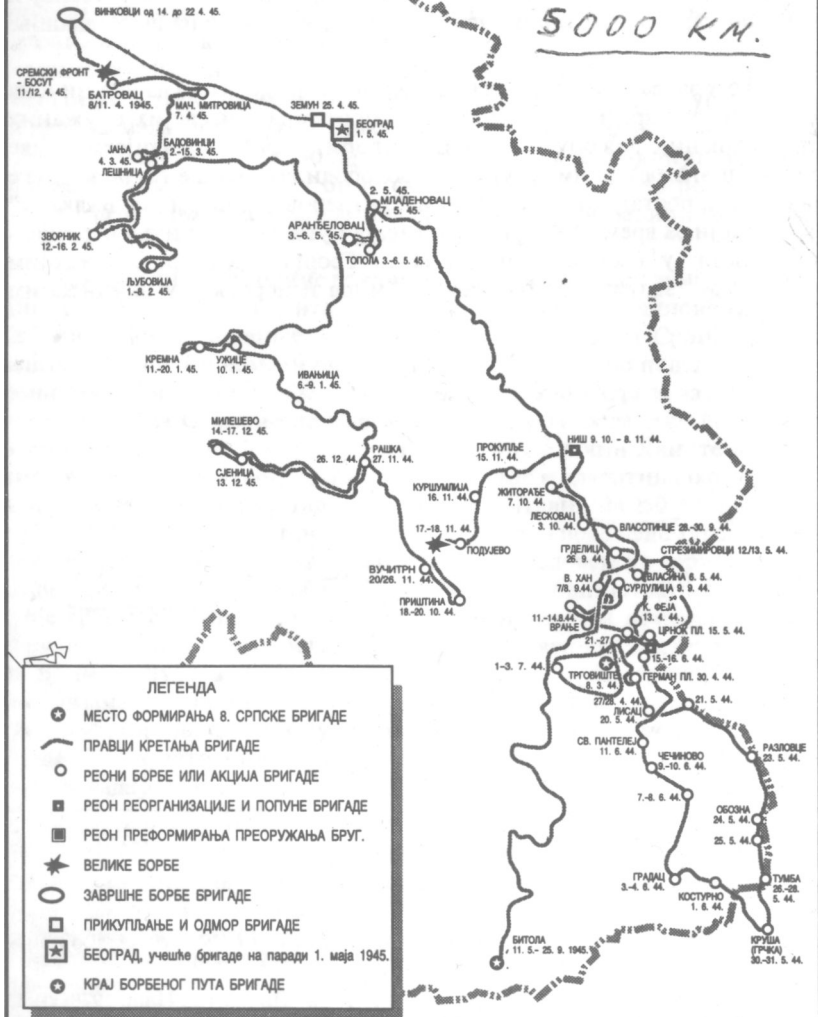 5000 КМ.
ВИНКОВЦИ од 14. до 22 4. 45.
СРЕМСКИ ФРОНТ
- БОСУТ
11/12. 4. 45.
БАТРОВАЦ
8/11. 4. 1945.
МАЧ. МИТРОВИЦА
7. 4. 45.
ЗЕМУН 25. 4. 45.
БЕОГРАД
1. 5. 45.
ЈАЊА
4. 3. 45.
БАДОВИНЦИ
2.-15. 3. 45.
ЛЕШНИЦА
2. 5. 45.
МЛАДЕНОВАЦ
7. 5. 45.
АРАНЂЕЛОВАЦ
3.-6. 5. 45.
ТОПОЛА 3.-6. 5. 45.
ЗВОРНИК
12.-16. 2. 45.
ЉУБОВИЈА
1.-8. 2. 45.
КРЕМНА
11.-20. 1. 45.
УЖИЦЕ
10. 1. 45.
ИВАЊИЦА
6.-9. 1. 45.
МИЛЕШЕВО
14.-17. 12. 45.
СЈЕНИЦА
13. 12. 45.
26. 12. 44
РАШКА
27. 11. 44.
ПРОКУПЉЕ
15. 11. 44.
НИШ 9. 10. - 8. 11. 44.
КУРШУМЛИЈА
16. 11. 44.
ЖИТОРАЂЕ
7. 10. 44.
ЛЕСКОВАЦ
3. 10. 44.
ВЛАСОТИНЦЕ 28.-30. 9. 44.
17.-18. 11. 44.
ПОДУЈЕВО
ГРДЕЛИЦА
26. 9. 44.
СТРЕЗИМИРОВЦИ 12/13. 5. 44.
ВУЧИТРН
20/26. 11. 44.
В. ХАН
7/8. 9.44.
ВЛАСИНА 6. 5. 44.
СУРДУЛИЦА 9. 9. 44.
ПРИШТИНА
18.-20. 10. 44.
11.-14.8.44.
ВРАЊЕ
К. ФЕЈА
13. 4. 44.
ЦРНОК ПЛ. 15. 5. 44.
21.-27
7. 44.
15.-16. 6. 44.
1-3. 7. 44.
ТРГОВИШТЕ
8. 3. 44.
ГЕРМАН ПЛ. 30. 4. 44.
27/28. 4. 44.
ЛИСАЦ
20. 5. 44.
21. 5. 44.
СВ. ПАНТЕЛЕЈ
11. 6. 44.
РАЗЛОВЦЕ
23. 5. 44.
ЧЕЧИНОВО
9.-10. 6. 44.
7.-8. 6. 44.
ОБОЗНА
24. 5. 44.
25. 5. 44.
ГРАДАЦ
3.-4. 6. 44.
КОСТУРНО
1. 6. 44.
ТУМБА
26.-28.
5. 44.
БИТОЛА
11. 5.- 25. 9. 1945.
КРУША
(ГРЧКА)
30.-31. 5. 44.
ЛЕГЕНДА
МЕСТО ФОРМИРАЊА 8. СРПСКЕ БРИГАДЕ
ПРАВЦИ КРЕТАЊА БРИГАДЕ
РЕОНИ БОРБЕ ИЛИ АКЦИЈА БРИГАДЕ
РЕОН РЕОРГАНИЗАЦИЈЕ И ПОПУНЕ БРИГАДЕ
РЕОН ПРЕФОРМИРАЊА ПРЕОРУЖАЊА БРУГ.
ВЕЛИКЕ БОРБЕ
ЗАВРШНЕ БОРБЕ БРИГАДЕ
ПРИКУПЉАЊЕ И ОДМОР БРИГАДЕ
БЕОГРАД, учешће бригаде на паради 1. маја 1945.
КРАЈ БОРБЕНОГ ПУТА БРИГАДЕ